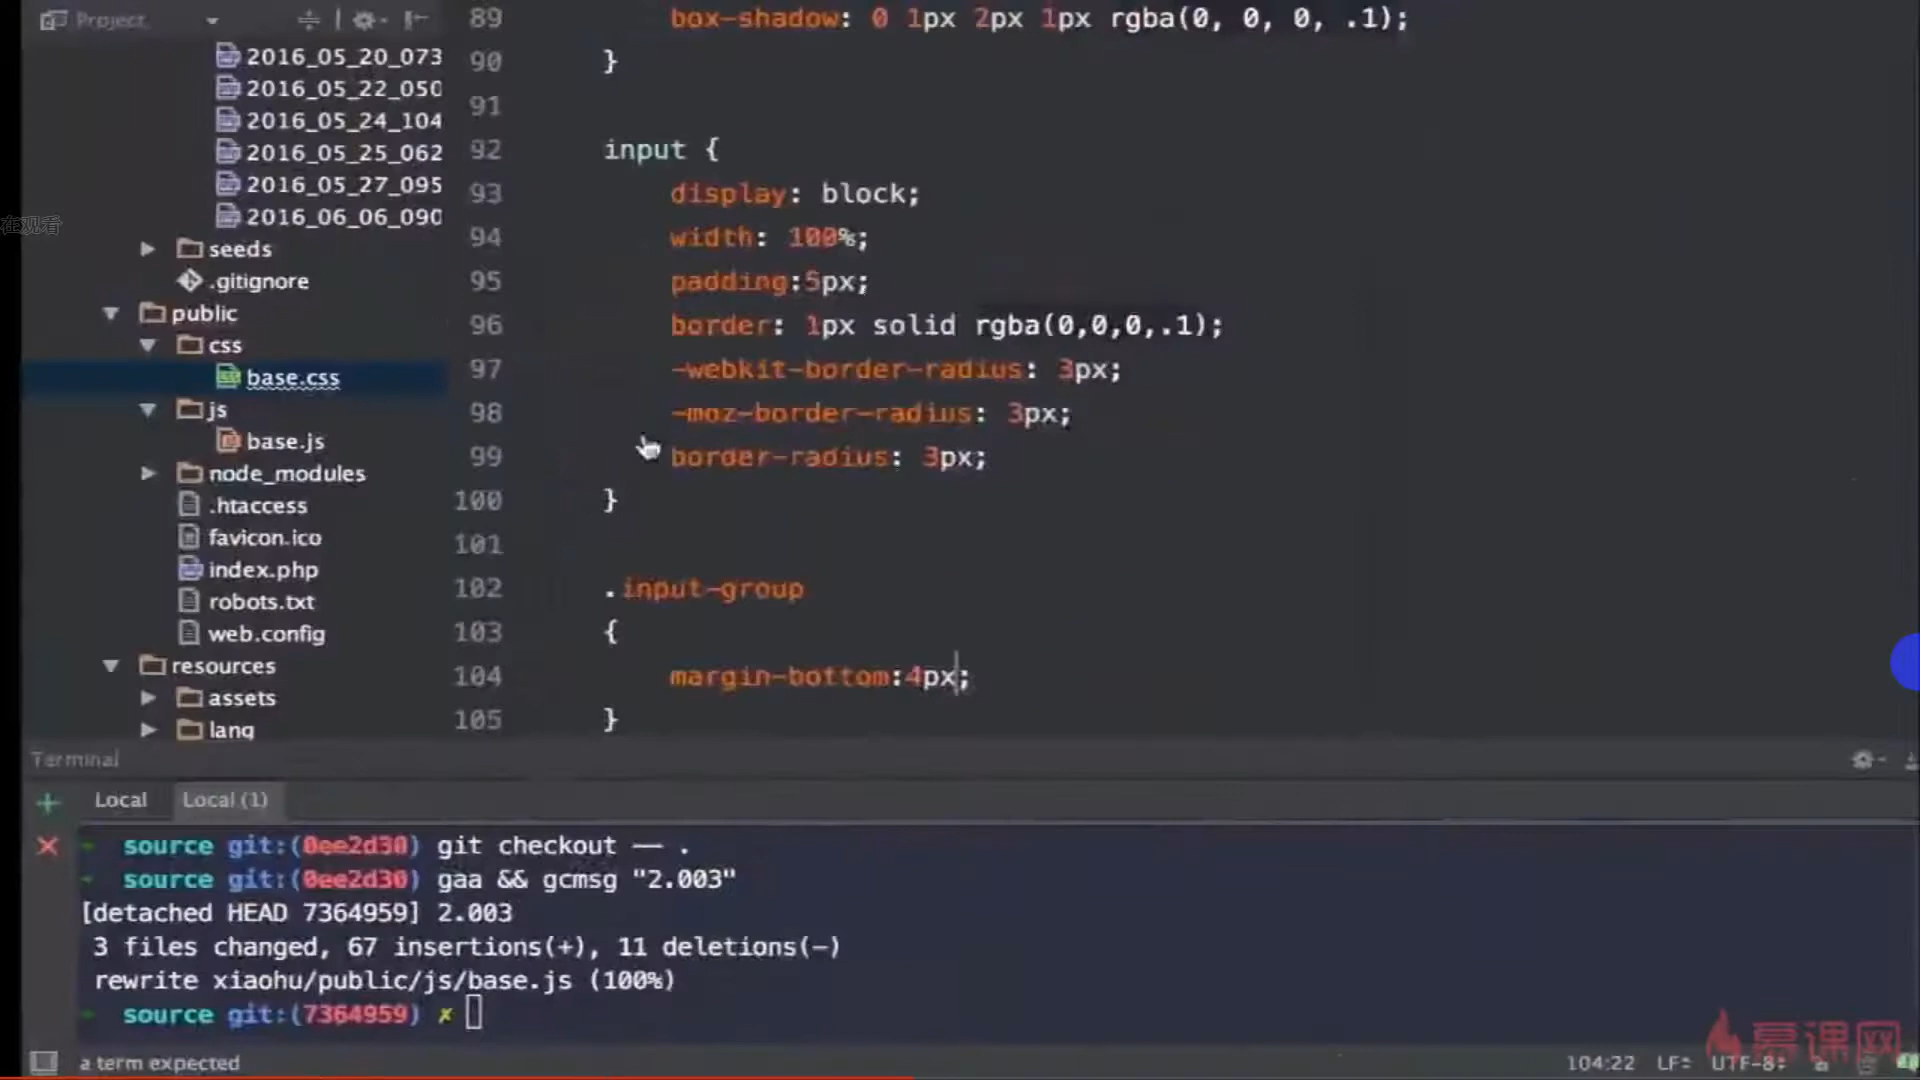 Project
2016_05_20_073
2016_05_22_050
2016_05_24_104
2016_05_25_062
2016_05_27_095
2016_06_06_090
在观看
seeds
.gitignore
public
css
base.css
js
base.js
node_modules
.htaccess
favicon.ico
index.php
robots.txt
web.config
resources
assets
lang
89 box-shadow: 0 1px 2px 1px rgba(0, 0, 0, .1);
90 }
91
92 input {
93 display: block;
94 width: 100%;
95 padding:5px;
96 border: 1px solid rgba(0,0,0,.1);
97 -webkit-border-radius: 3px;
98 -moz-border-radius: 3px;
99 border-radius: 3px;
100 }
101
102 .input-group
103 {
104 margin-bottom:4px;
105 }
Terminal
Local Local (1)
source git:(0ee2d30) git checkout -- .
source git:(0ee2d30) gaa && gcmsg "2.003"
[detached HEAD 7364959] 2.003
3 files changed, 67 insertions(+), 11 deletions(-)
rewrite xiaohu/public/js/base.js (100%)
source git:(7364959) ✗
a term expected
104:22 LF÷ UTF-8÷
慕课网